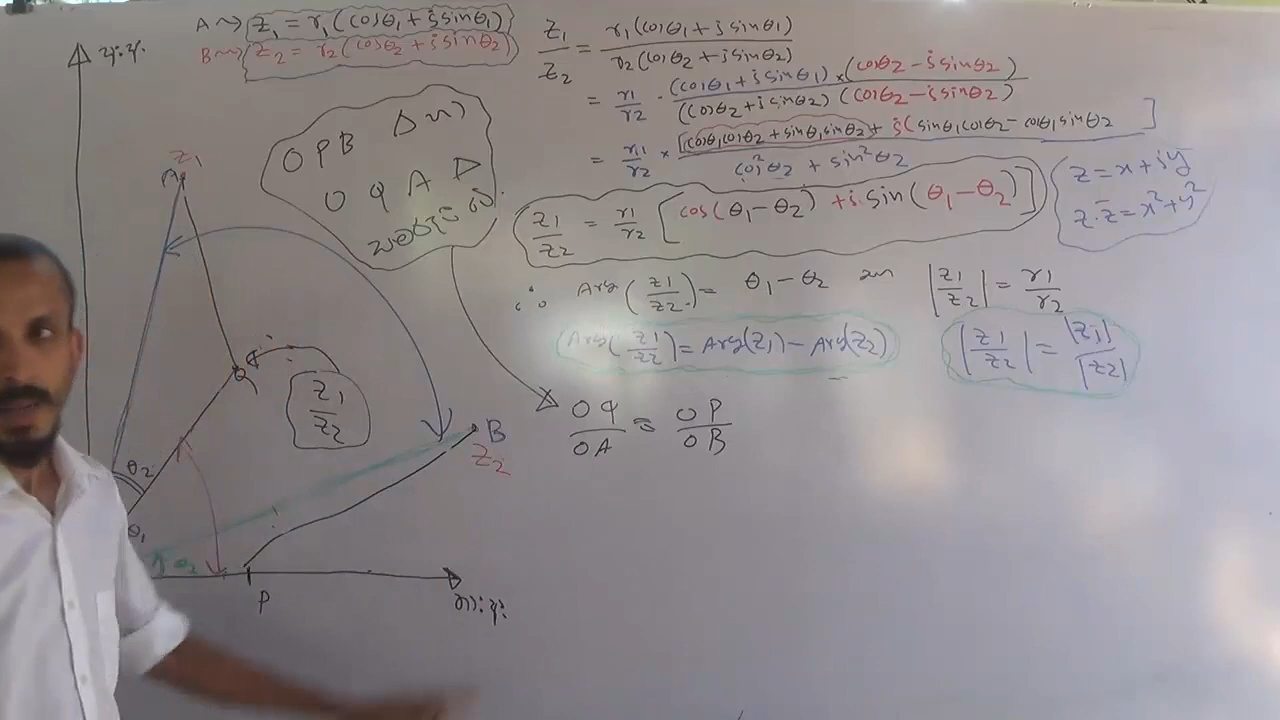 A ⇝ z₁ = r₁(cosθ₁ + i sinθ₁)
B ⇝ z₂ = r₂(cosθ₂ + i sinθ₂)
z₁/z₂ = r₁(cosθ₁ + i sinθ₁) / r₂(cosθ₂ + i sinθ₂)
= r₁/r₂ · (cosθ₁ + i sinθ₁) × (cosθ₂ − i sinθ₂) / (cosθ₂ + i sinθ₂)(cosθ₂ − i sinθ₂)
= r₁/r₂ × [(cosθ₁cosθ₂ + sinθ₁sinθ₂) + i(sinθ₁cosθ₂ − cosθ₁sinθ₂] / cos²θ₂ + sin²θ₂
z₁/z₂ = r₁/r₂ [cos(θ₁ − θ₂) + i sin(θ₁ − θ₂)]
z = x + iy
z·z̄ = x² + y²
∴ Arg(z₁/z₂) = θ₁ − θ₂
|z₁/z₂| = r₁/r₂
Arg(z₁/z₂) = Arg(z₁) − Arg(z₂)
|z₁/z₂| = |z₁|/|z₂|
OPB Δ
OQA Δ
OQ/OA = OP/OB
z₁
A
Q
z₁/z₂
B
z₂
θ₂
θ₁
θ₂
P